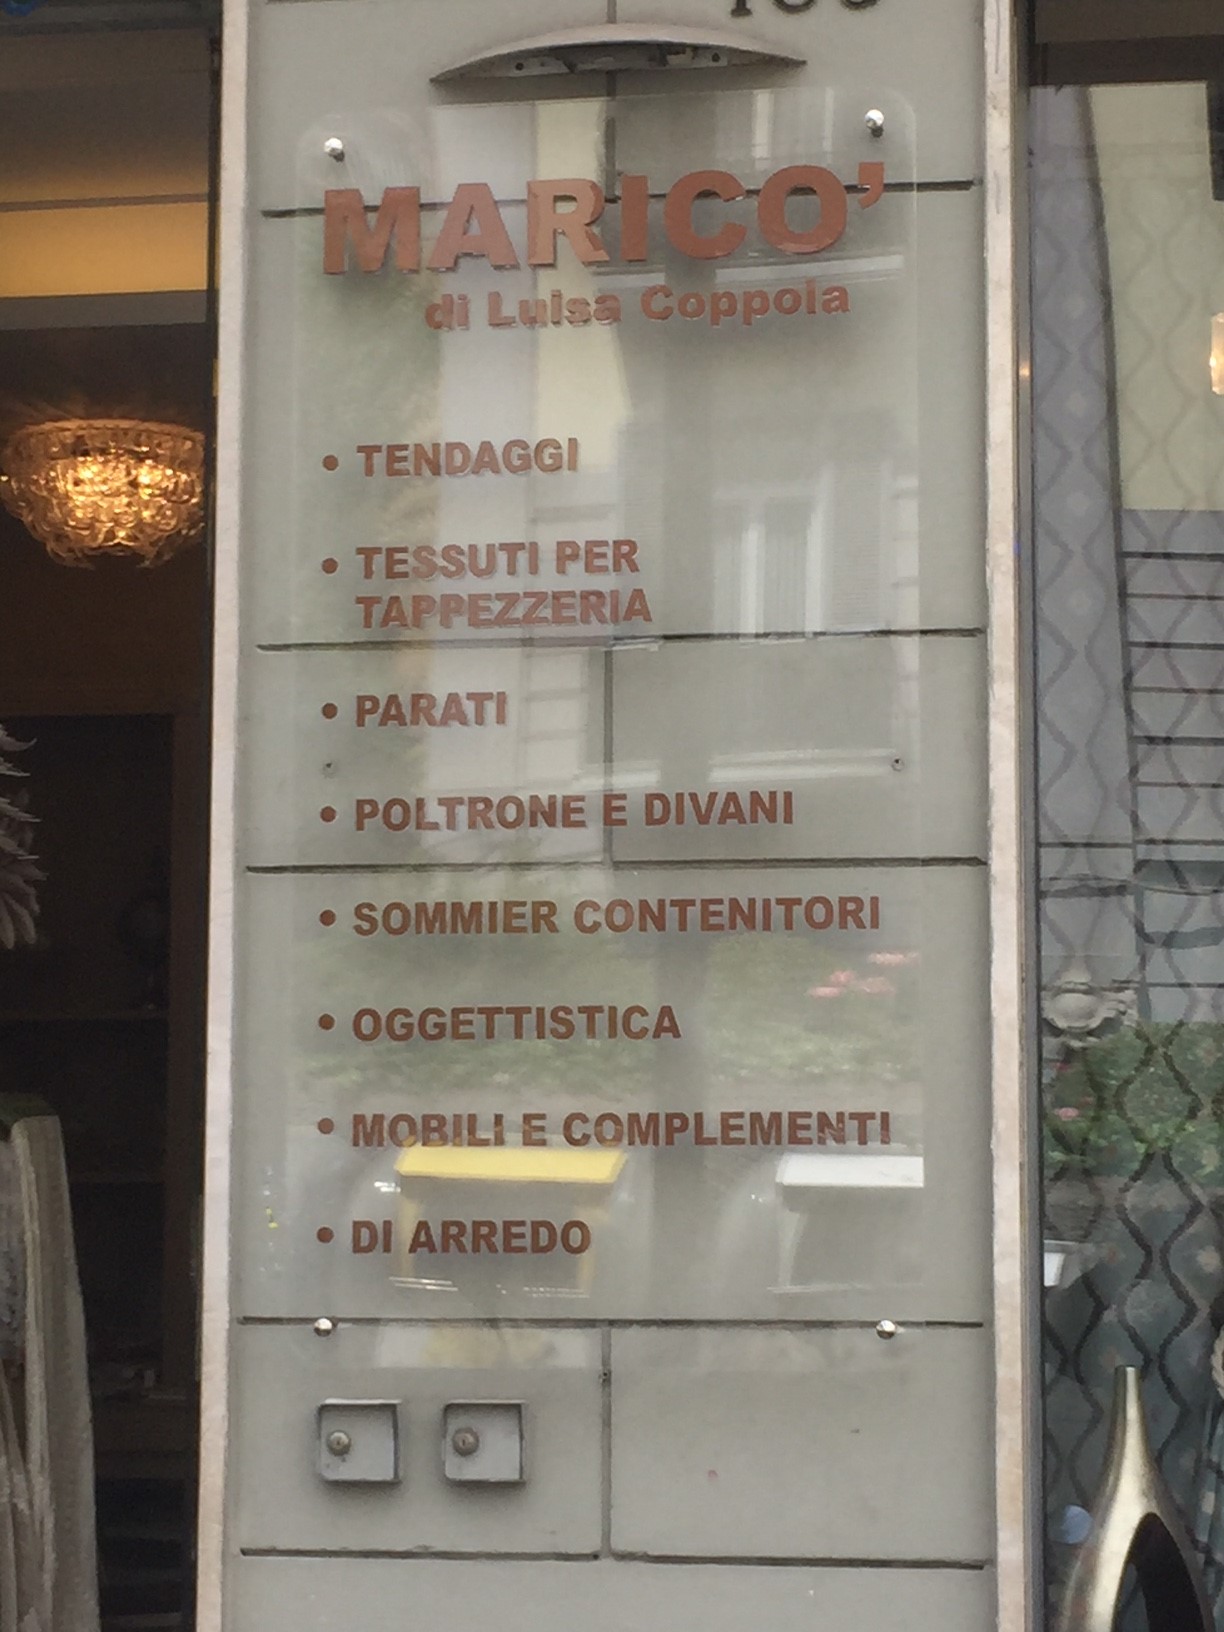 MARICO'
di Luisa Coppola
• TENDAGGI
• TESSUTI PER
TAPPEZZERIA
• PARATI
• POLTRONE E DIVANI
• SOMMIER CONTENITORI
• OGGETTISTICA
• MOBILI E COMPLEMENTI
• DI ARREDO